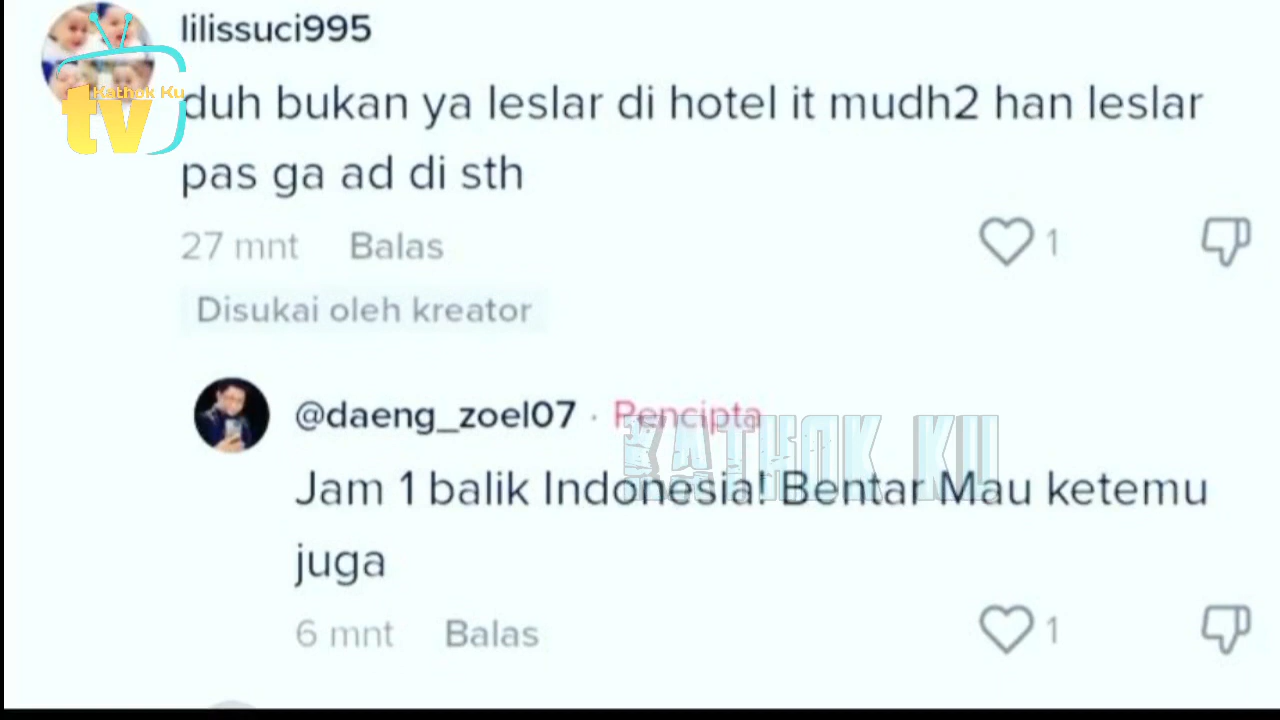 lilissuci995
Kathok Ku
tv
duh bukan ya leslar di hotel it mudh2 han leslar
pas ga ad di sth
27 mnt Balas 1
Disukai oleh kreator
@daeng_zoel07 · Pencipta
KATHOK KU
Jam 1 balik Indonesia! Bentar Mau ketemu
juga
6 mnt Balas 1